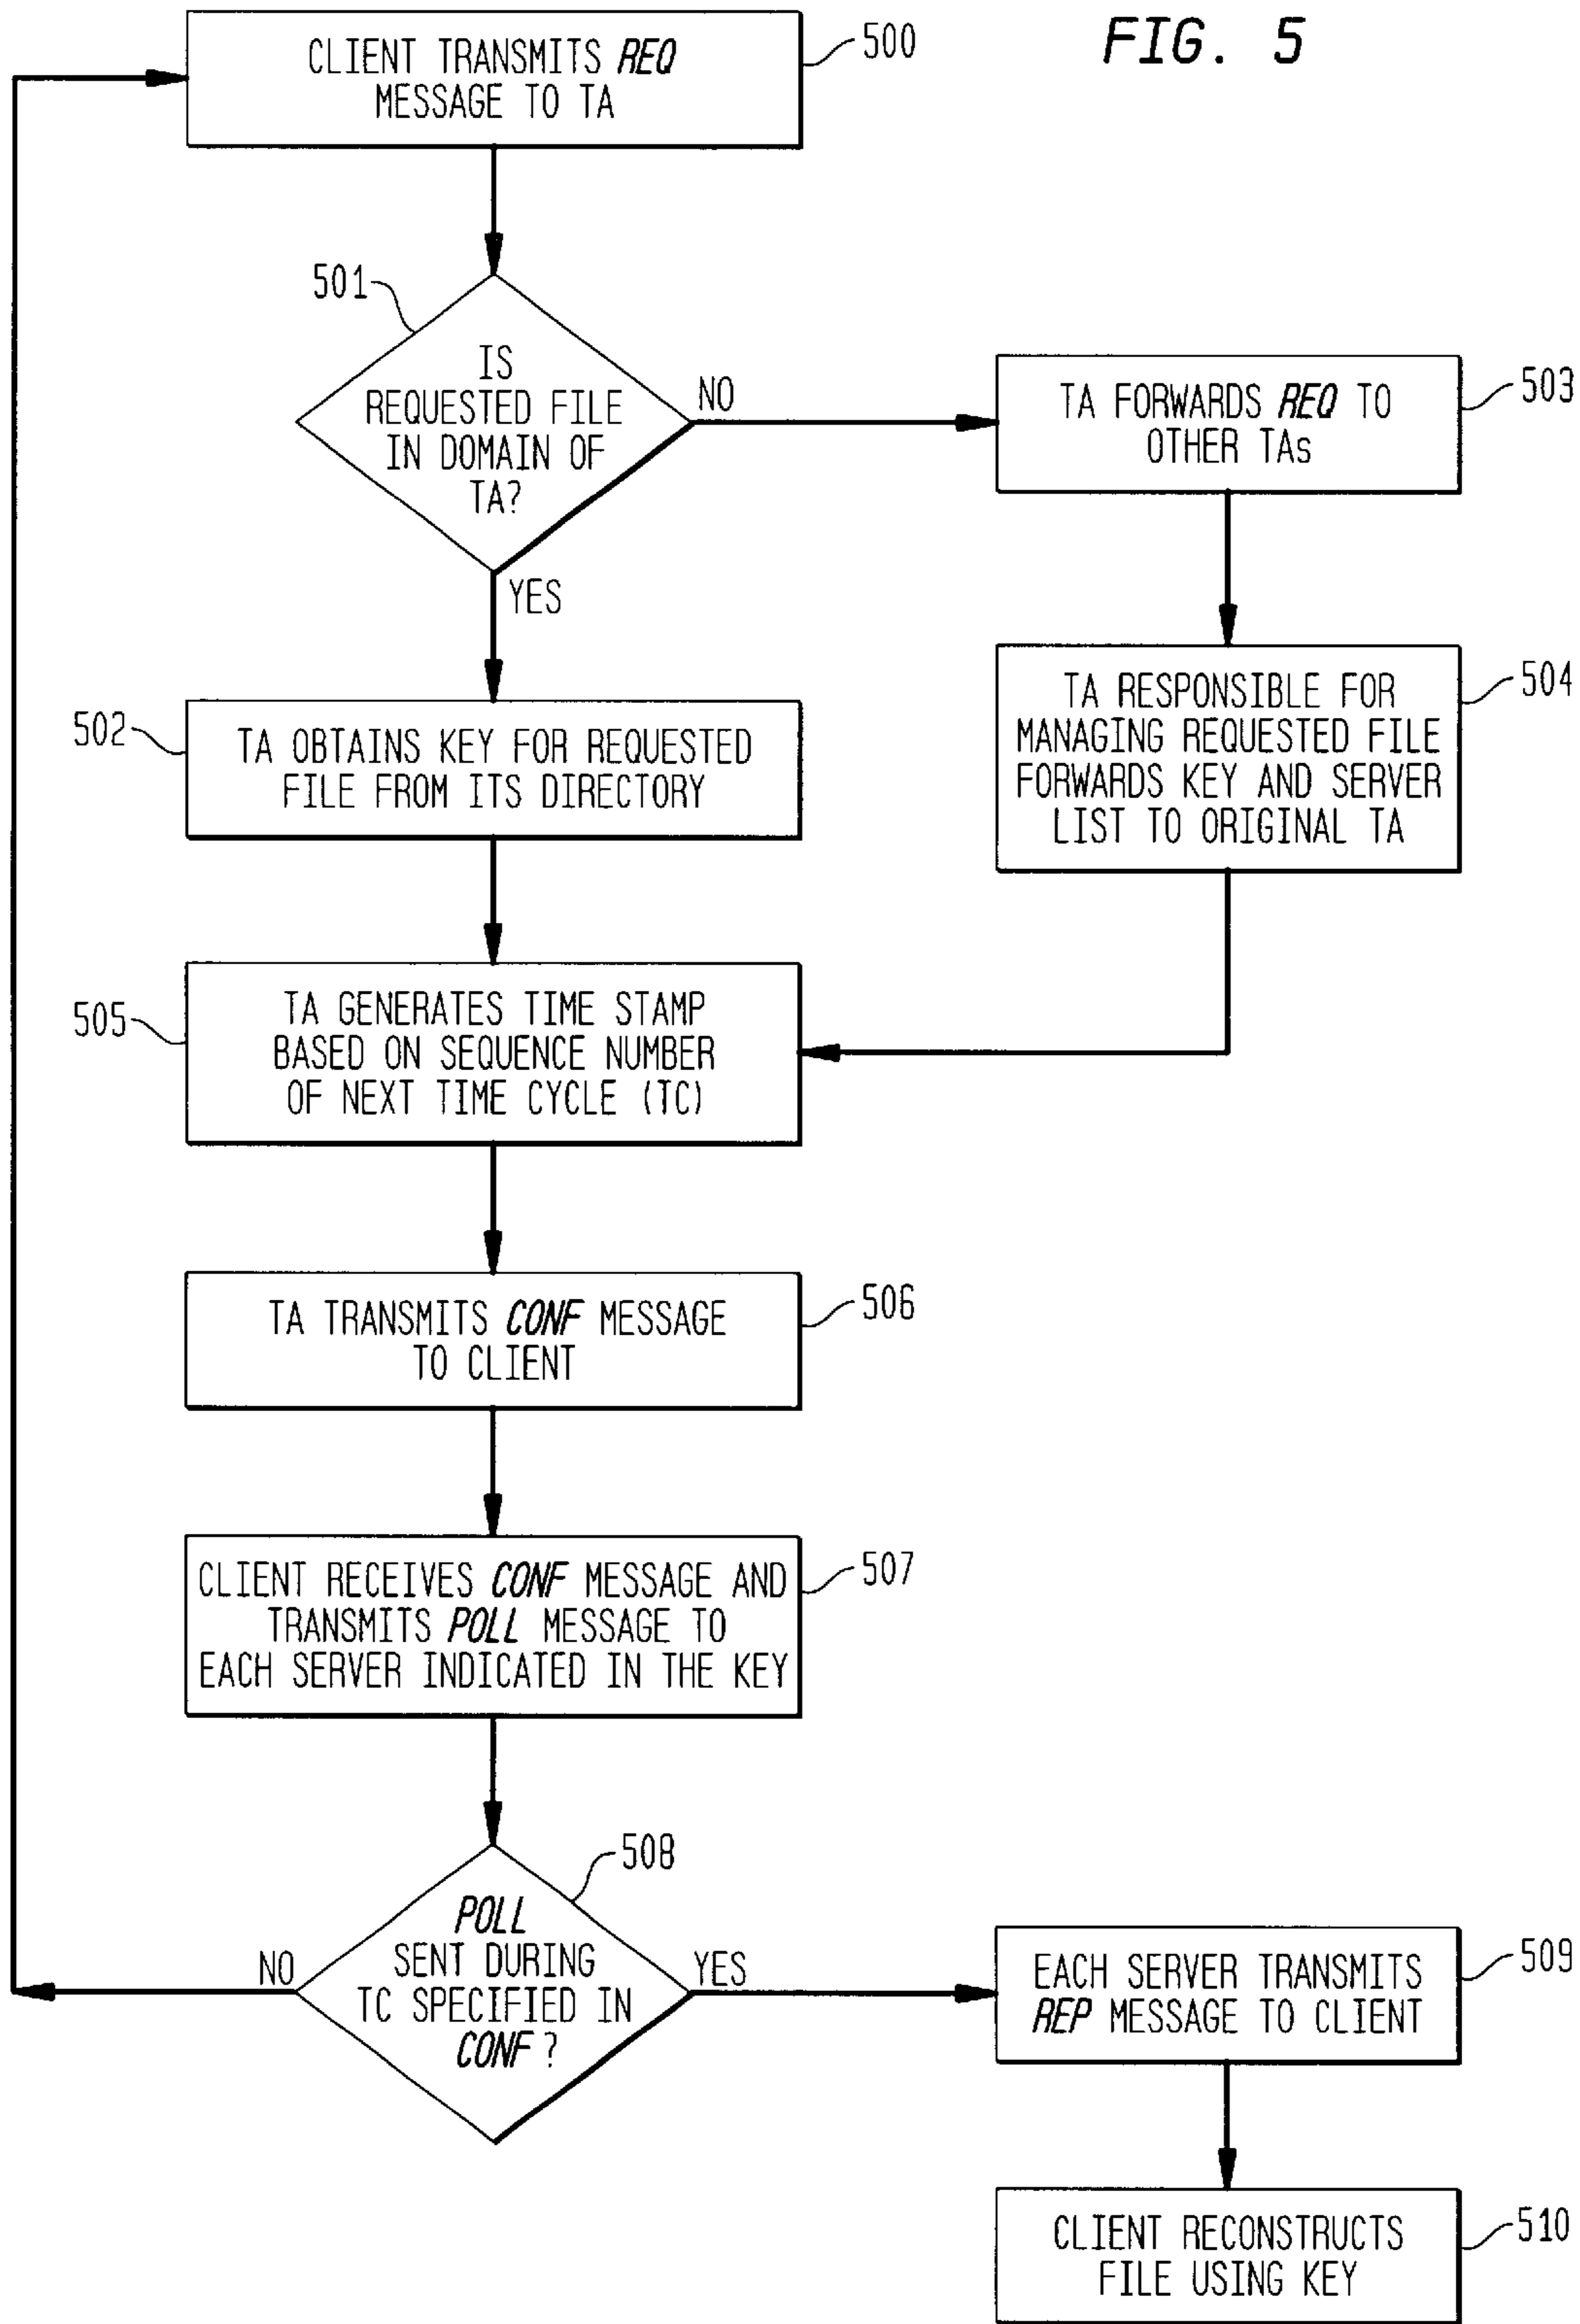 FIG. 5
CLIENT TRANSMITS REQ
MESSAGE TO TA
500
501
IS
REQUESTED FILE
IN DOMAIN OF
TA?
NO
YES
TA FORWARDS REQ TO
OTHER TAs
503
502
TA OBTAINS KEY FOR REQUESTED
FILE FROM ITS DIRECTORY
TA RESPONSIBLE FOR
MANAGING REQUESTED FILE
FORWARDS KEY AND SERVER
LIST TO ORIGINAL TA
504
505
TA GENERATES TIME STAMP
BASED ON SEQUENCE NUMBER
OF NEXT TIME CYCLE (TC)
TA TRANSMITS CONF MESSAGE
TO CLIENT
506
CLIENT RECEIVES CONF MESSAGE AND
TRANSMITS POLL MESSAGE TO
EACH SERVER INDICATED IN THE KEY
507
508
POLL
SENT DURING
TC SPECIFIED IN
CONF?
NO
YES
EACH SERVER TRANSMITS
REP MESSAGE TO CLIENT
509
CLIENT RECONSTRUCTS
FILE USING KEY
510